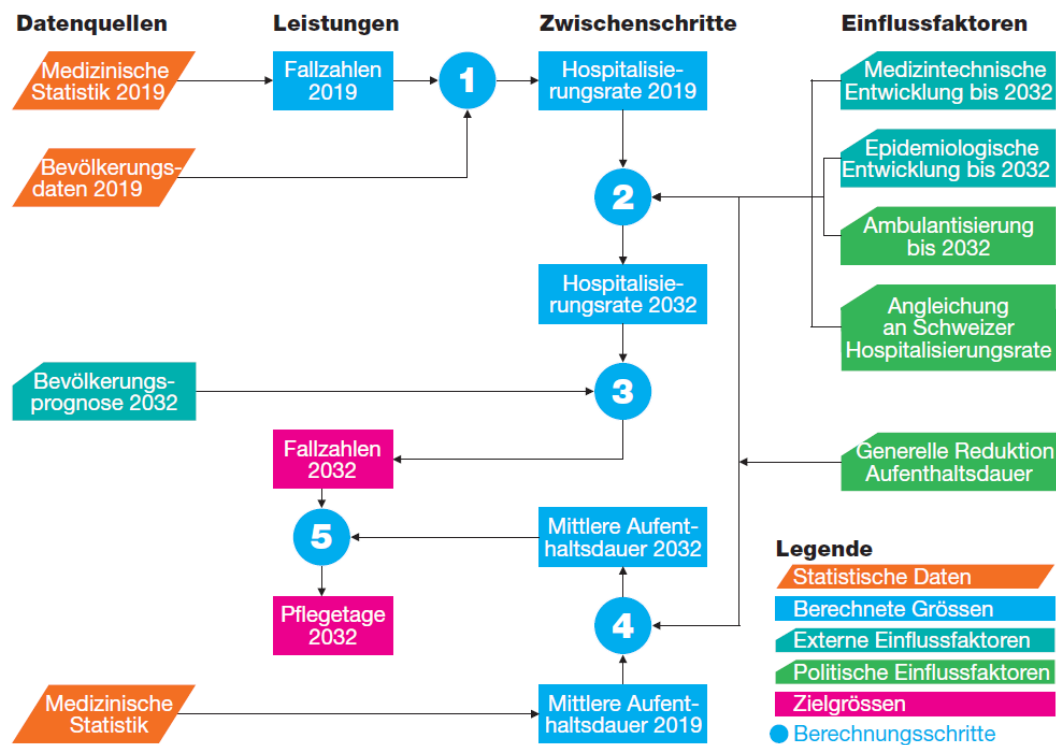 Datenquellen
Leistungen
Zwischenschritte
Einflussfaktoren
Medizinische
Statistik 2019
Fallzahlen
2019
1
Hospitalisie-
rungsrate 2019
Medizintechnische
Entwicklung bis 2032
Bevölkerungs-
daten 2019
2
Epidemiologische
Entwicklung bis 2032
Ambulantisierung
bis 2032
Hospitalisie-
rungsrate 2032
Angleichung
an Schweizer
Hospitalisierungsrate
Bevölkerungs-
prognose 2032
3
Fallzahlen
2032
Generelle Reduktion
Aufenthaltsdauer
5
Mittlere Aufent-
haltsdauer 2032
Pflegetage
2032
4
Medizinische
Statistik
Mittlere Aufent-
haltsdauer 2019
Legende
Statistische Daten
Berechnete Grössen
Externe Einflussfaktoren
Politische Einflussfaktoren
Zielgrössen
Berechnungsschritte